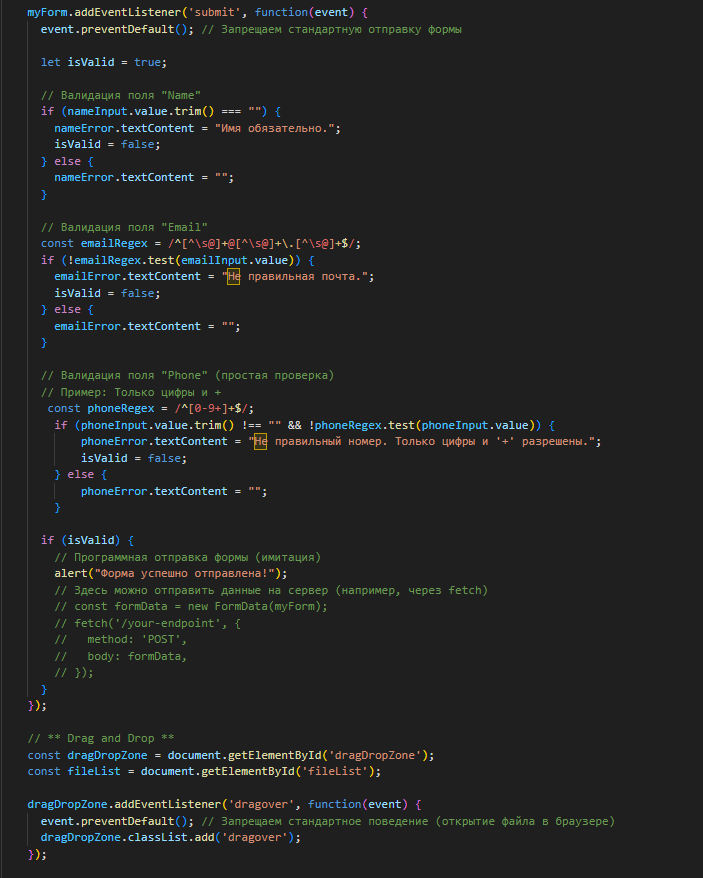 myForm.addEventListener('submit', function(event) {
  event.preventDefault(); // Запрещаем стандартную отправку формы

  let isValid = true;

  // Валидация поля "Name"
  if (nameInput.value.trim() === "") {
    nameError.textContent = "Имя обязательно.";
    isValid = false;
  } else {
    nameError.textContent = "";
  }

  // Валидация поля "Email"
  const emailRegex = /^[^\s@]+@[^\s@]+\.[^\s@]+$/;
  if (!emailRegex.test(emailInput.value)) {
    emailError.textContent = "Не правильная почта.";
    isValid = false;
  } else {
    emailError.textContent = "";
  }

  // Валидация поля "Phone" (простая проверка)
  // Пример: Только цифры и +
   const phoneRegex = /^[0-9+]+$/;
    if (phoneInput.value.trim() !== "" && !phoneRegex.test(phoneInput.value)) {
        phoneError.textContent = "Не правильный номер. Только цифры и '+' разрешены.";
        isValid = false;
    } else {
        phoneError.textContent = "";
    }

  if (isValid) {
    // Программная отправка формы (имитация)
    alert("Форма успешно отправлена!");
    // Здесь можно отправить данные на сервер (например, через fetch)
    // const formData = new FormData(myForm);
    // fetch('/your-endpoint', {
    //   method: 'POST',
    //   body: formData,
    // });
  }
});

// ** Drag and Drop **
const dragDropZone = document.getElementById('dragDropZone');
const fileList = document.getElementById('fileList');

dragDropZone.addEventListener('dragover', function(event) {
  event.preventDefault(); // Запрещаем стандартное поведение (открытие файла в браузере)
  dragDropZone.classList.add('dragover');
});